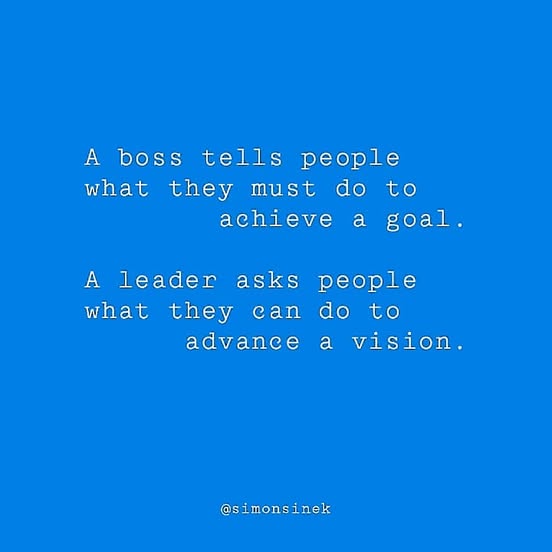 A boss tells people
what they must do to
achieve a goal.
A leader asks people
what they can do to
advance a vision.
@simonsinek